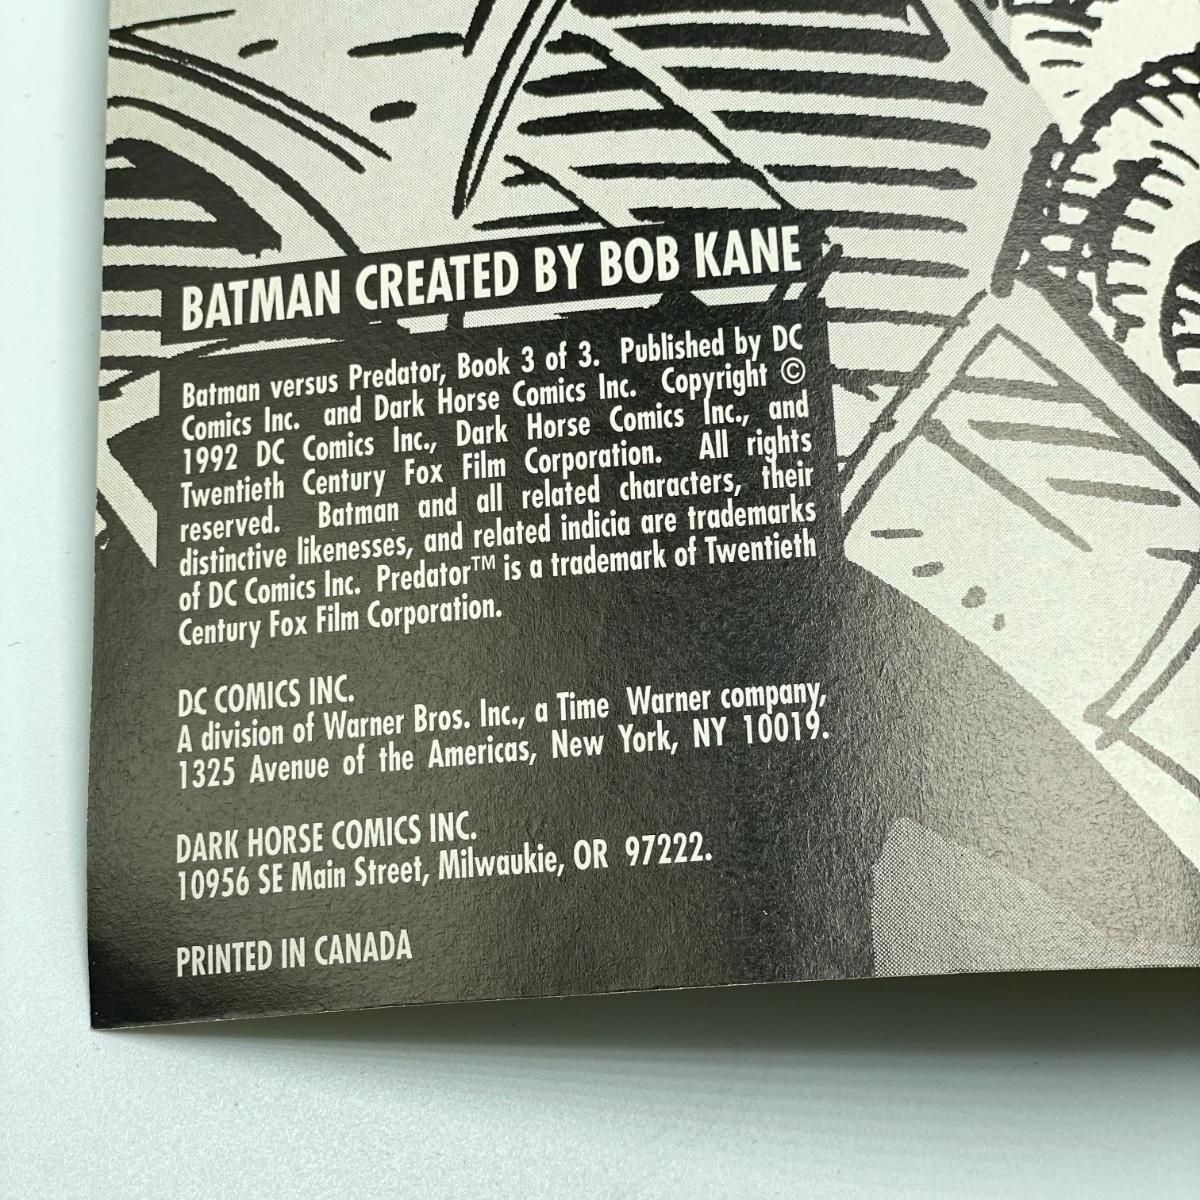 BATMAN CREATED BY BOB KANE
Batman versus Predator, Book 3 of 3. Published by DC
Comics Inc. and Dark Horse Comics Inc. Copyright ©
1992 DC Comics Inc., Dark Horse Comics Inc., and
Twentieth Century Fox Film Corporation. All rights
reserved. Batman and all related characters, their
distinctive likenesses, and related indicia are trademarks
of DC Comics Inc. Predator™ is a trademark of Twentieth
Century Fox Film Corporation.
DC COMICS INC.
A division of Warner Bros. Inc., a Time Warner company,
1325 Avenue of the Americas, New York, NY 10019.
DARK HORSE COMICS INC.
10956 SE Main Street, Milwaukie, OR 97222.
PRINTED IN CANADA